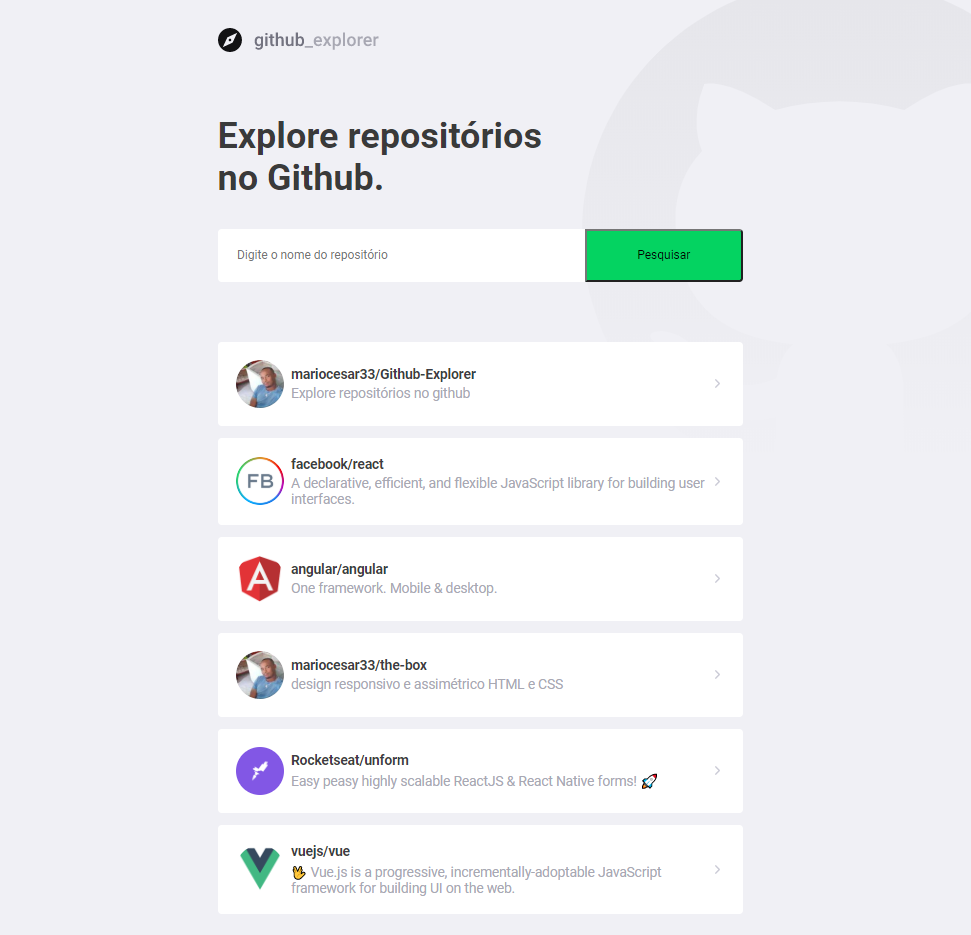 github_explorer
Explore repositórios
no Github.
Digite o nome do repositório
Pesquisar
mariocesar33/Github-Explorer
Explore repositórios no github
FB
facebook/react
A declarative, efficient, and flexible JavaScript library for building user
interfaces.
A
angular/angular
One framework. Mobile & desktop.
mariocesar33/the-box
design responsivo e assimétrico HTML e CSS
Rocketseat/unform
Easy peasy highly scalable ReactJS & React Native forms! 🚀
vuejs/vue
🖖 Vue.js is a progressive, incrementally-adoptable JavaScript
framework for building UI on the web.